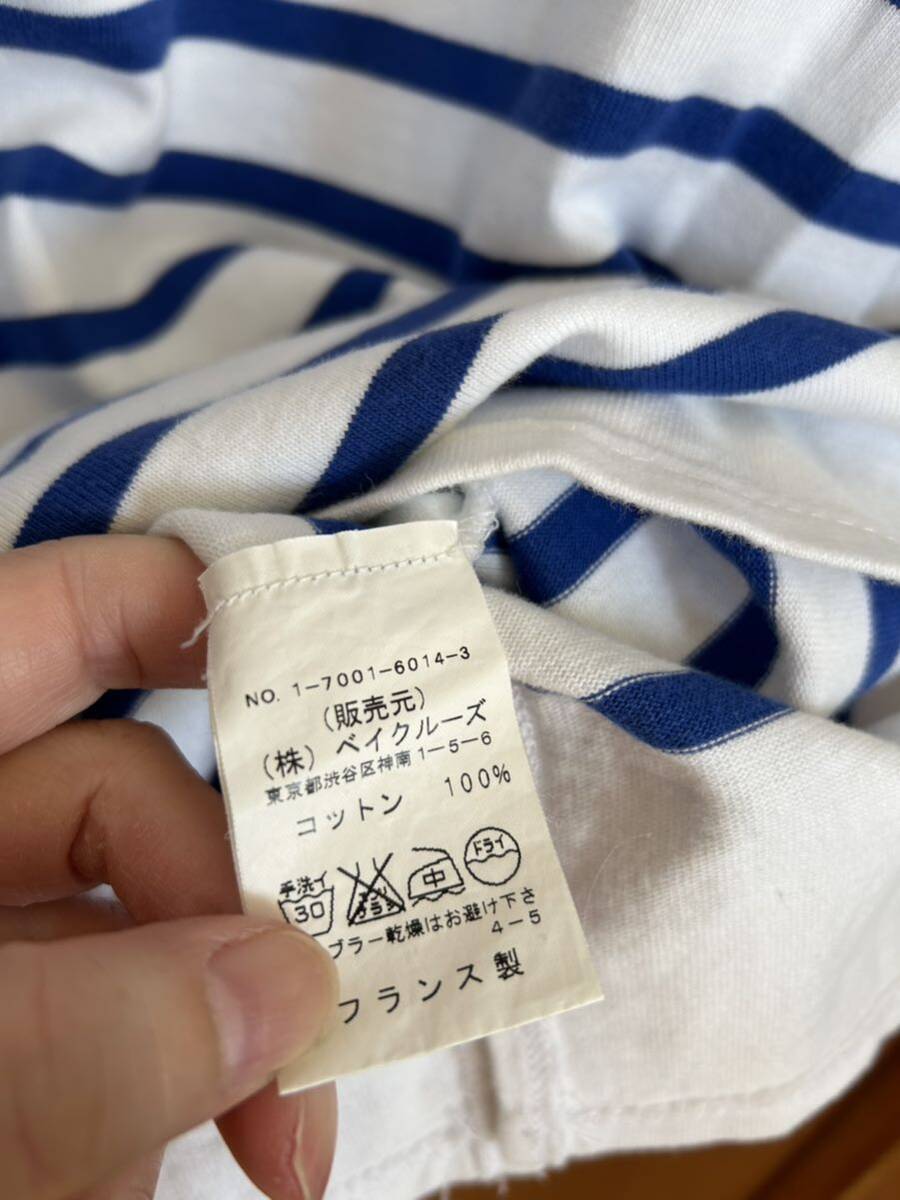 NO. 1-7001-6014-3
(販売元)
(株) ベイクルーズ
東京都渋谷区神南1-5-6
コットン 100%
手洗イ 30 中 ドライ
ブラー乾燥はお避け下さ
4-5
フランス製